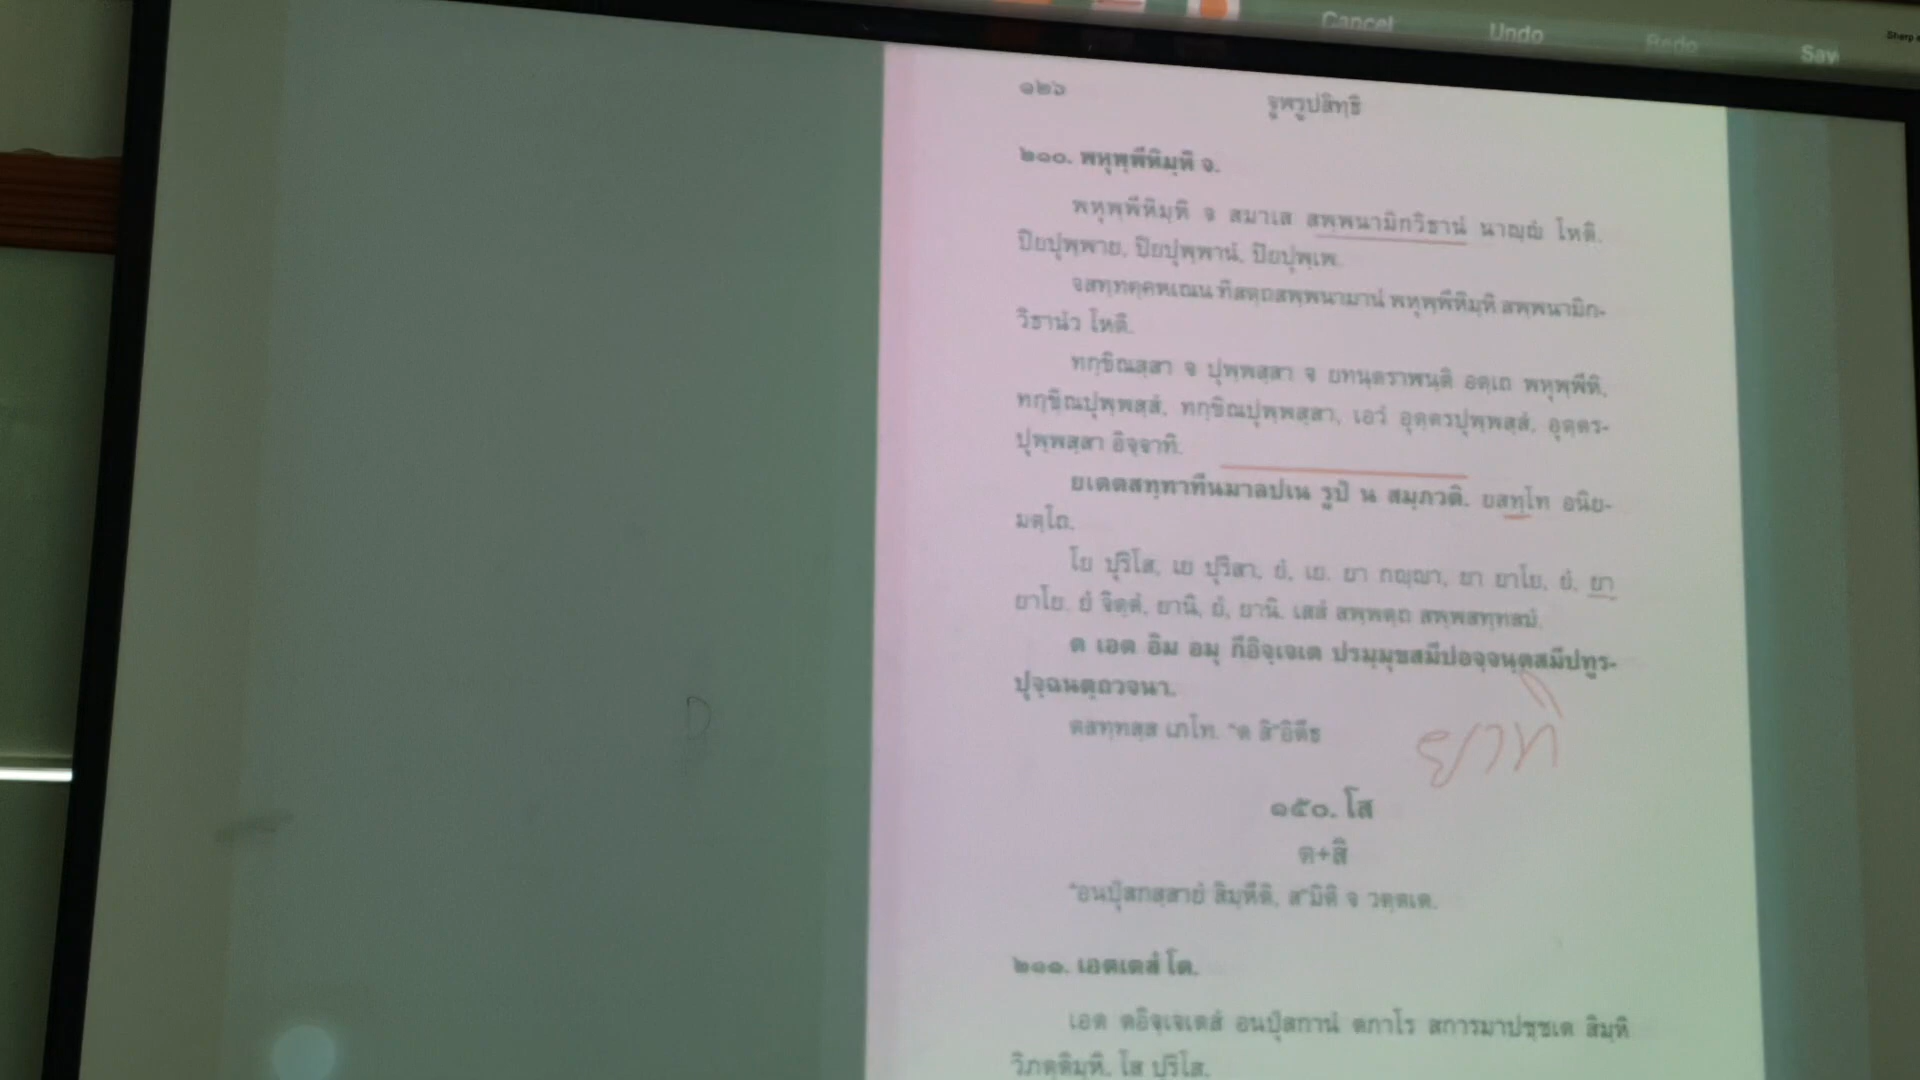 Cancel Undo Redo Save
๑๒๖
จูฬรูปสิทฺธิ
๒๑๐. พหุพฺพีหิมฺหิ จ.
พหุพฺพีหิมฺหิ จ สมาเส สพฺพนามิกวิธานํ นาญฺญํ โหติ.
ปิยปุพฺพาย, ปิยปุพฺพานํ, ปิยปุพฺเพ.
จสทฺทคฺคหเณน ทิสตฺถสพฺพนามานํ พหุพฺพีหิมฺหิ สพฺพนามิก-
วิธานํว โหติ.
ทกฺขิณสฺสา จ ปุพฺพสฺสา จ ยทนฺตราฬนฺติ อตฺเถ พหุพฺพีหิ,
ทกฺขิณปุพฺพสฺสํ, ทกฺขิณปุพฺพสฺสา, เอวํ อุตฺตรปุพฺพสฺสํ, อุตฺตร-
ปุพฺพสฺสา อิจฺจาทิ.
ยเตตสทฺทาทีนมาลปเน รูปํ น สมฺภวติ. ยสทฺโท อนิย-
มตฺโถ.
โย ปุริโส, เย ปุริสา, ยํ, เย. ยา กญฺญา, ยา ยาโย, ยํ, ยา
ยาโย. ยํ จิตฺตํ, ยานิ, ยํ, ยานิ. เสสํ สพฺพตฺถ สพฺพสทฺทสมํ.
ต เอต อิม อมุ กึอิจฺเจเต ปรมฺมุขสมีปอจฺจนฺตสมีปทูร-
ปุจฺฉนตฺถวจนา.
ตสทฺทสฺส เภโท. "ต สิ"อิตีธ
ยาทิ
๑๕๐. โส
ต+สิ
"อนปุํสกสฺสายํ สิมฺหีติ, ส"มิติ จ วตฺตเต.
๒๑๑. เอตเตสํ โต.
เอต ตอิจฺเจเตสํ อนปุํสกานํ ตกาโร สการมาปชฺชเต สิมฺหิ
วิภตฺติมฺหิ. โส ปุริโส.